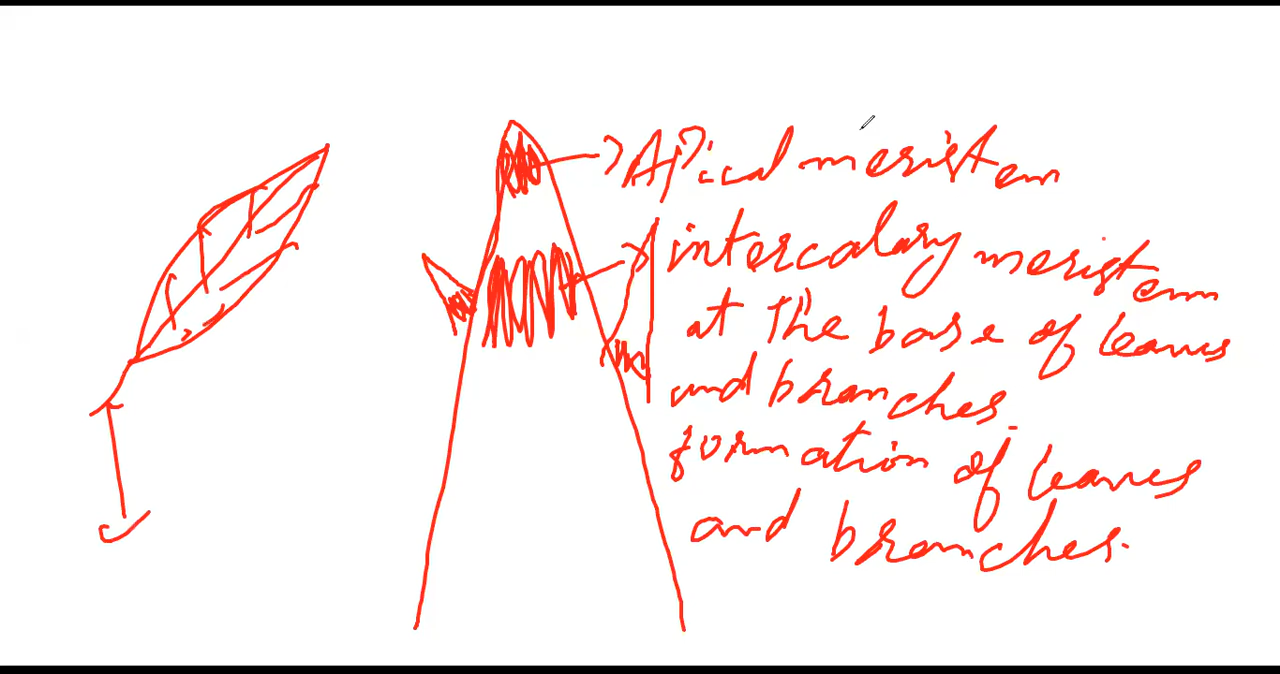 Apical meristem
intercalary meristem
at the base of leaves
and branches.
formation of leaves
and branches.